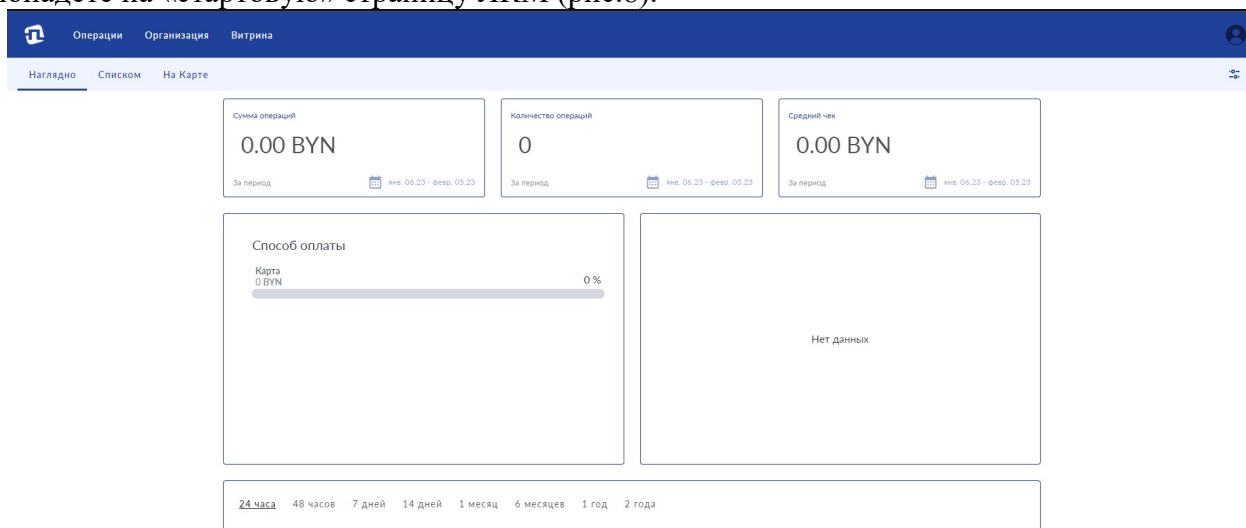 «стартовую» страницу ЛКМ (рис.8).
Операции Организация Витрина
Наглядно Списком На Карте
Сумма операций
0.00 BYN
За период янв. 06.23 - февр. 05.23
Количество операций
0
За период янв. 06.23 - февр. 05.23
Средний чек
0.00 BYN
За период янв. 06.23 - февр. 05.23
Способ оплаты
Карта
0 BYN
0 %
Нет данных
24 часа 48 часов 7 дней 14 дней 1 месяц 6 месяцев 1 год 2 года